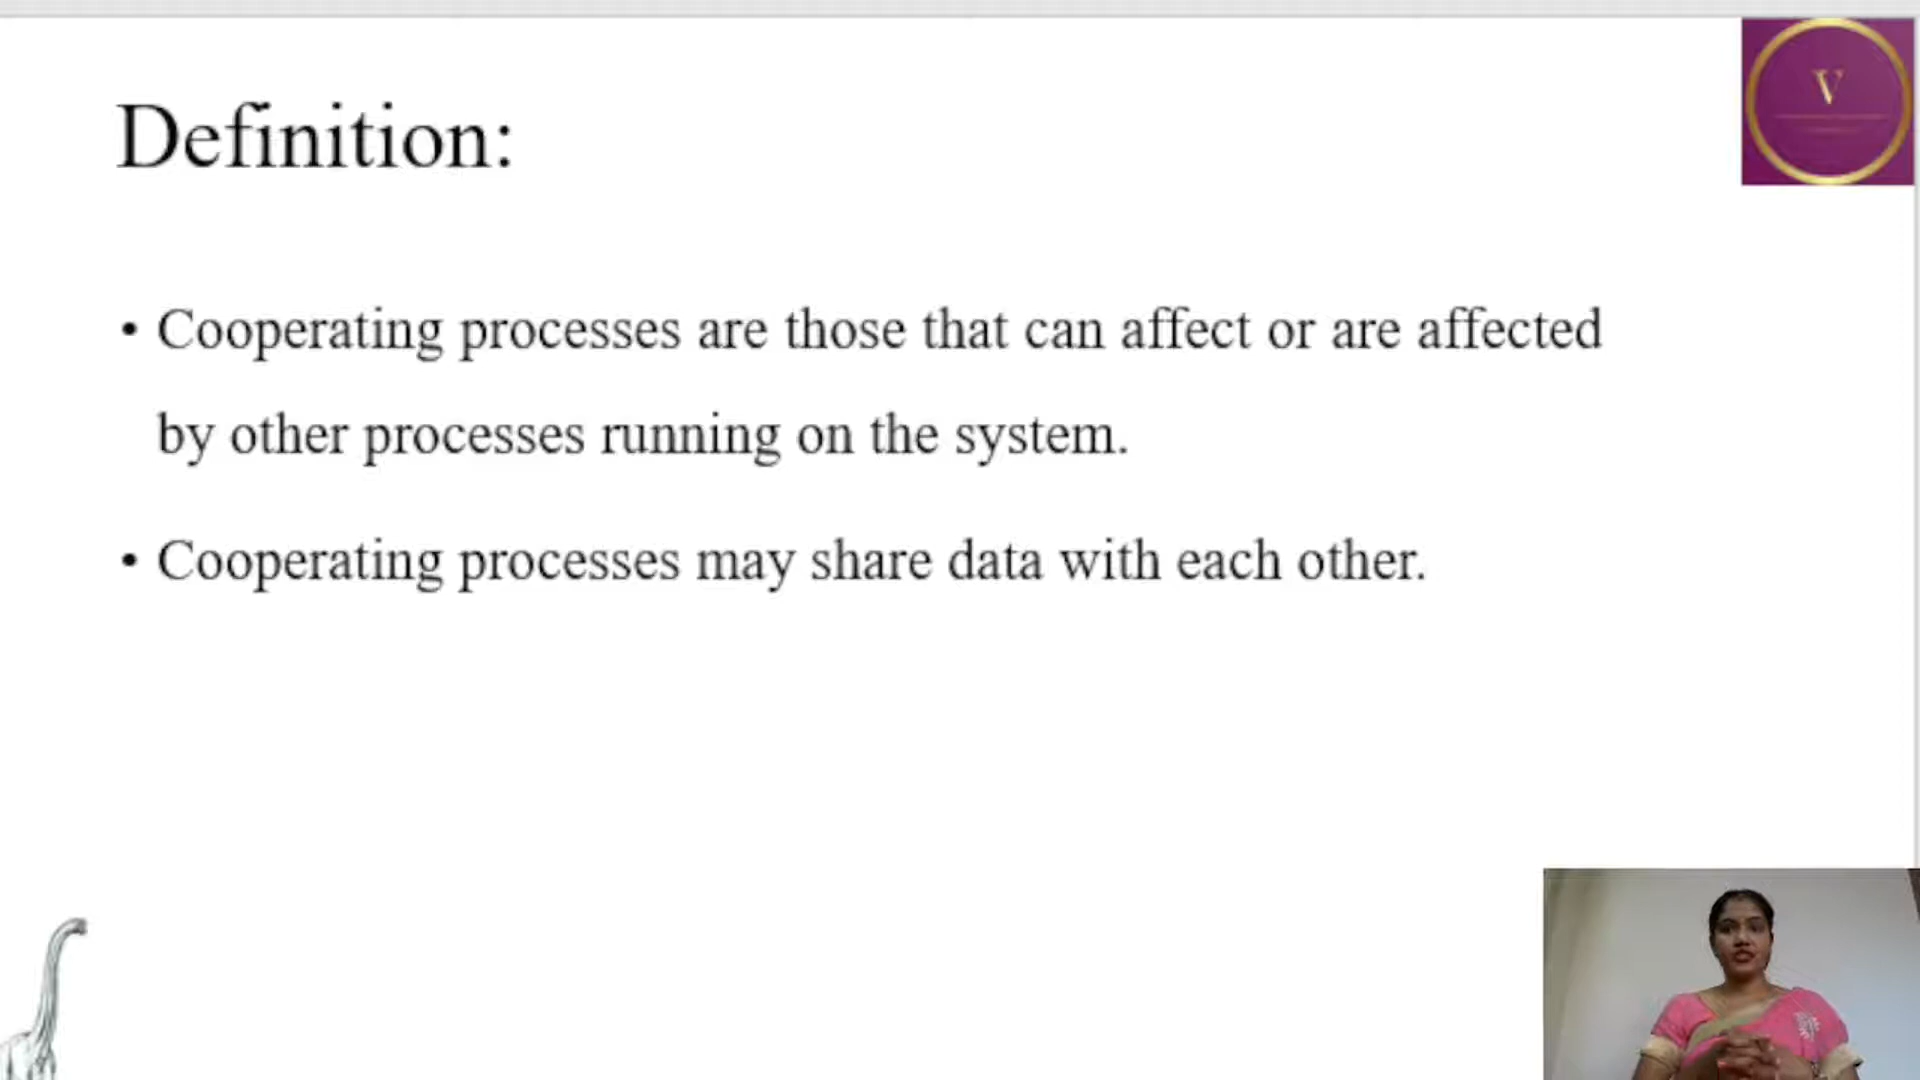 V
Definition:
• Cooperating processes are those that can affect or are affected
by other processes running on the system.
• Cooperating processes may share data with each other.